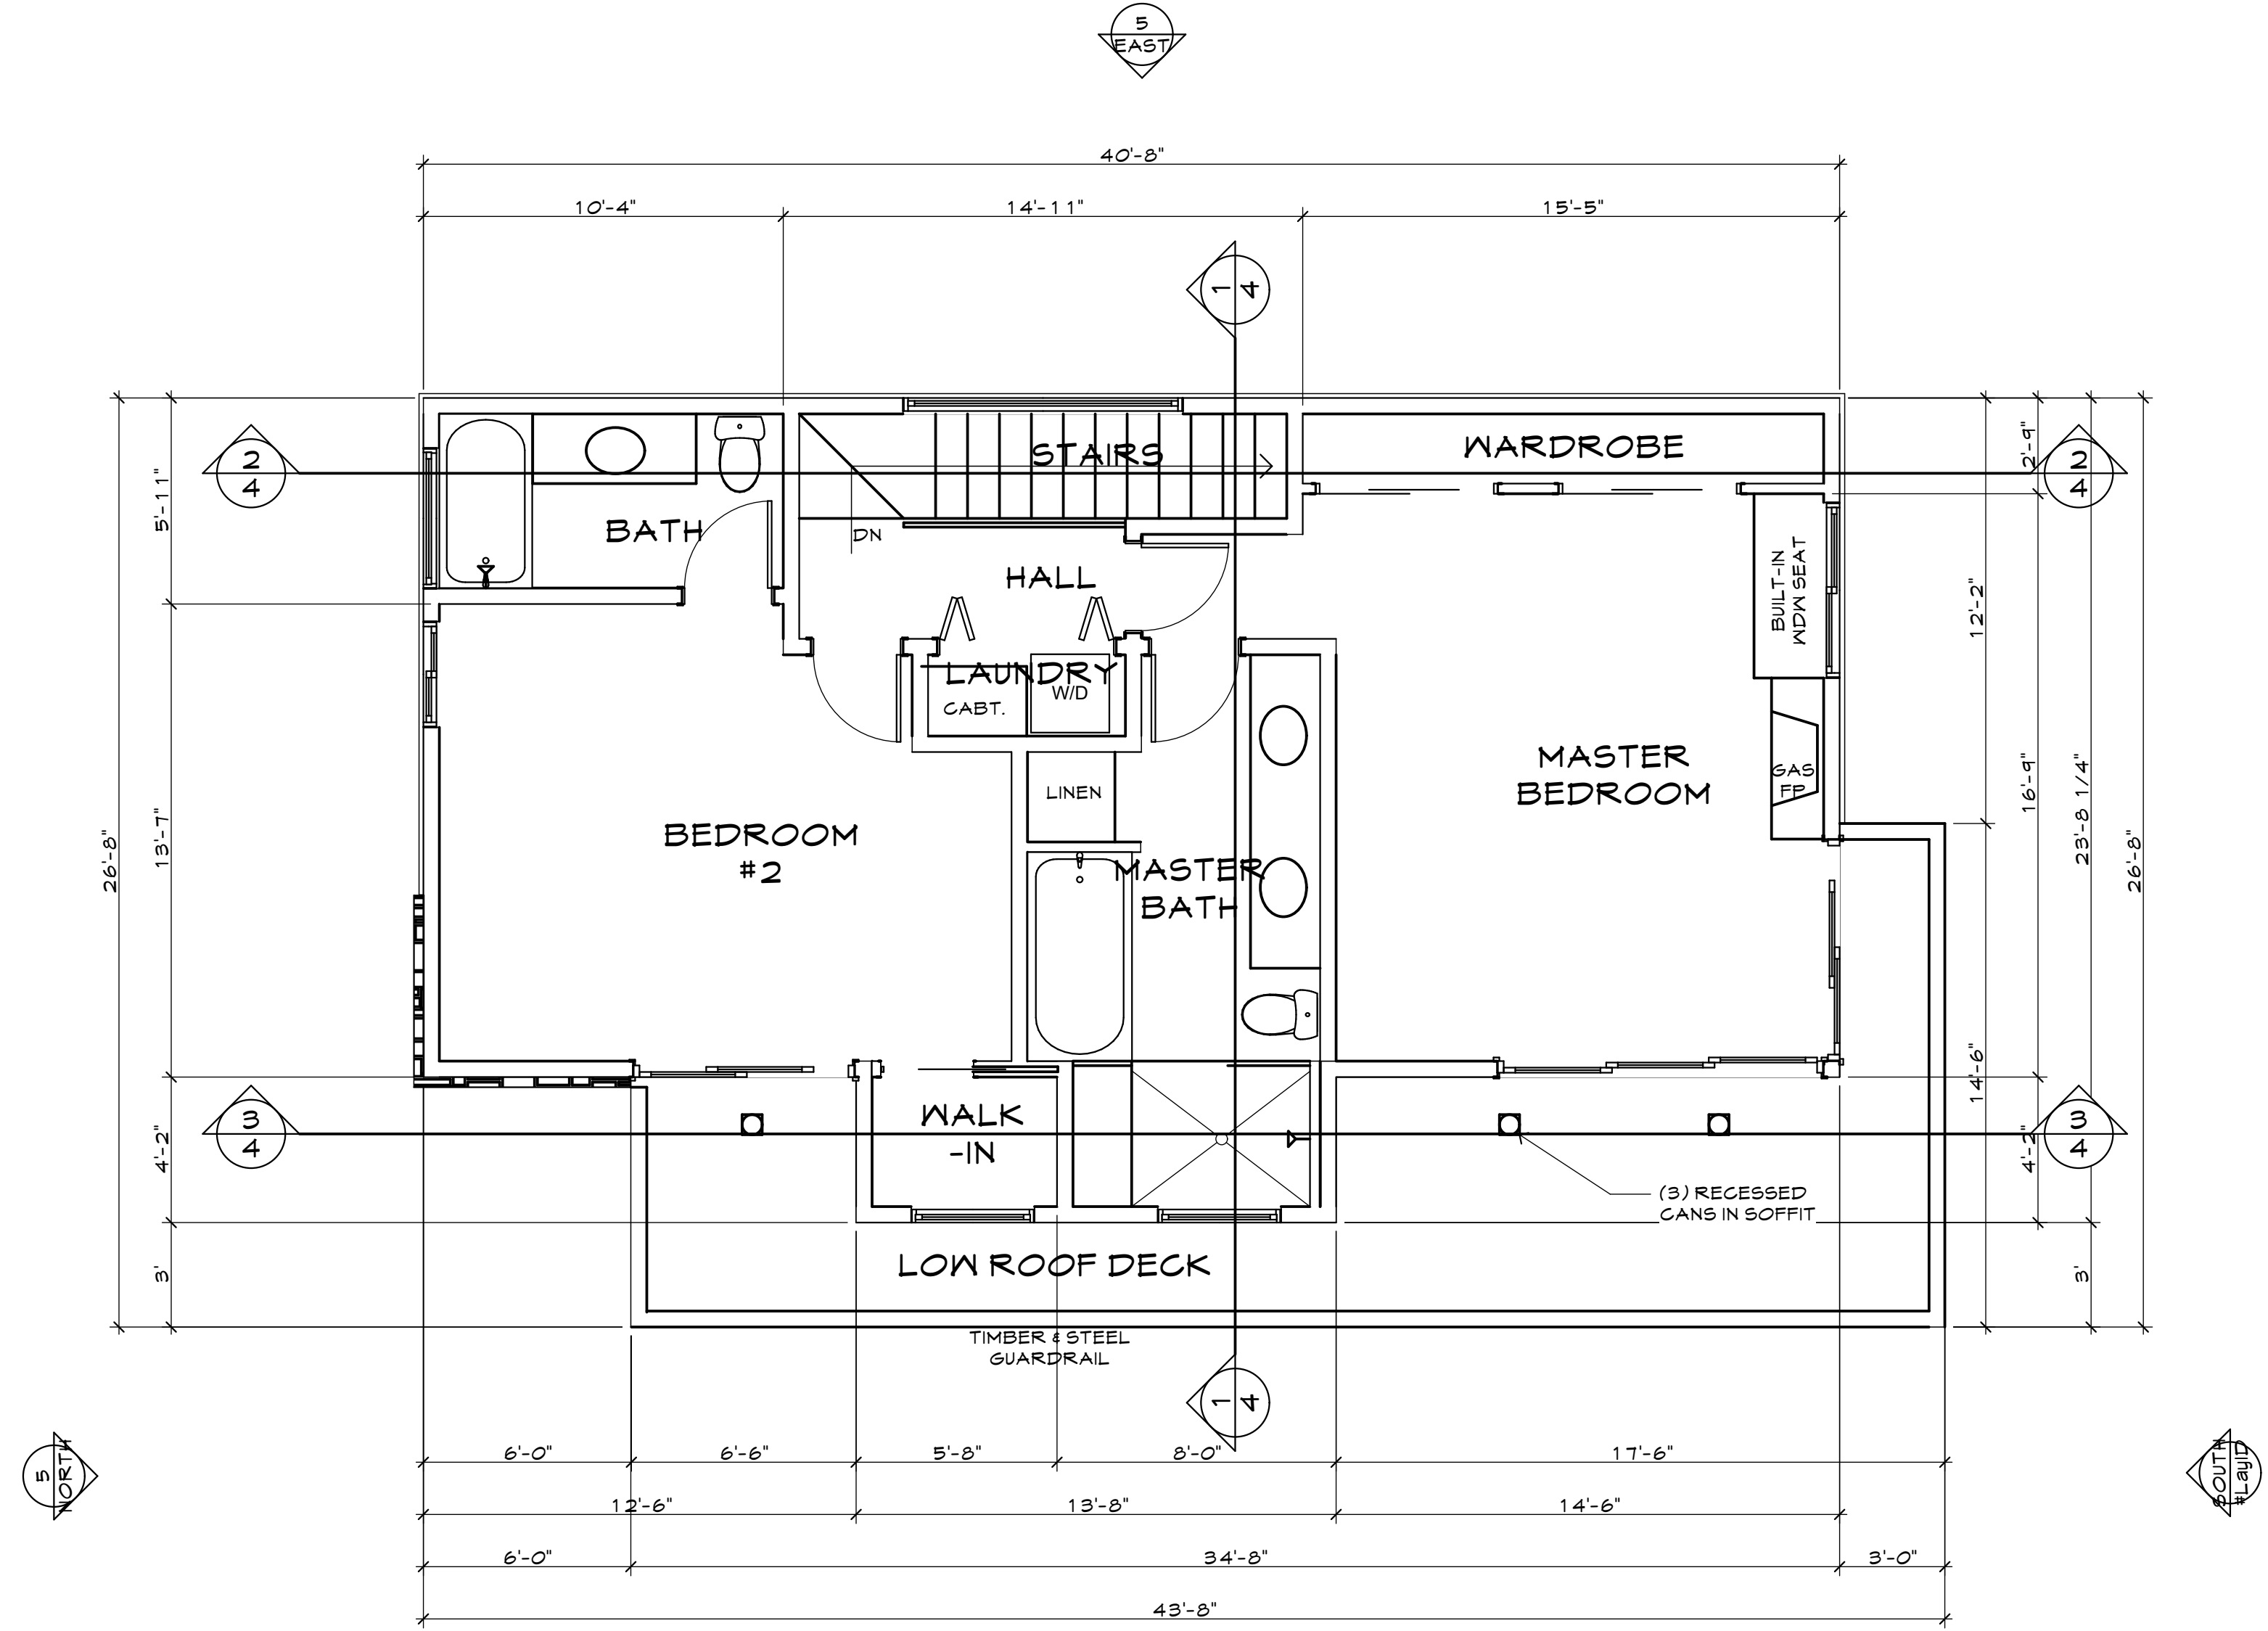 5
EAST
40'-8"
10'-4"
14'-11"
15'-5"
1
4
2
4
STAIRS
WARDROBE
2'-9"
2
4
5'-11"
BATH
DN
HALL
BUILT-IN
WDW SEAT
12'-2"
LAUNDRY
W/D
CABT.
MASTER
BEDROOM
GAS
FP
LINEN
16'-9"
23'-8 1/4"
26'-8"
26'-8"
13'-7"
BEDROOM
#2
MASTER
BATH
14'-6"
3
4
4'-2"
WALK
-IN
3
4
4'-2"
(3) RECESSED
CANS IN SOFFIT
3'
LOW ROOF DECK
3'
TIMBER & STEEL
GUARDRAIL
1
4
5
NORTH
SOUTH
#LayID
6'-0"
6'-6"
5'-8"
8'-0"
17'-6"
12'-6"
13'-8"
14'-6"
6'-0"
34'-8"
3'-0"
43'-8"